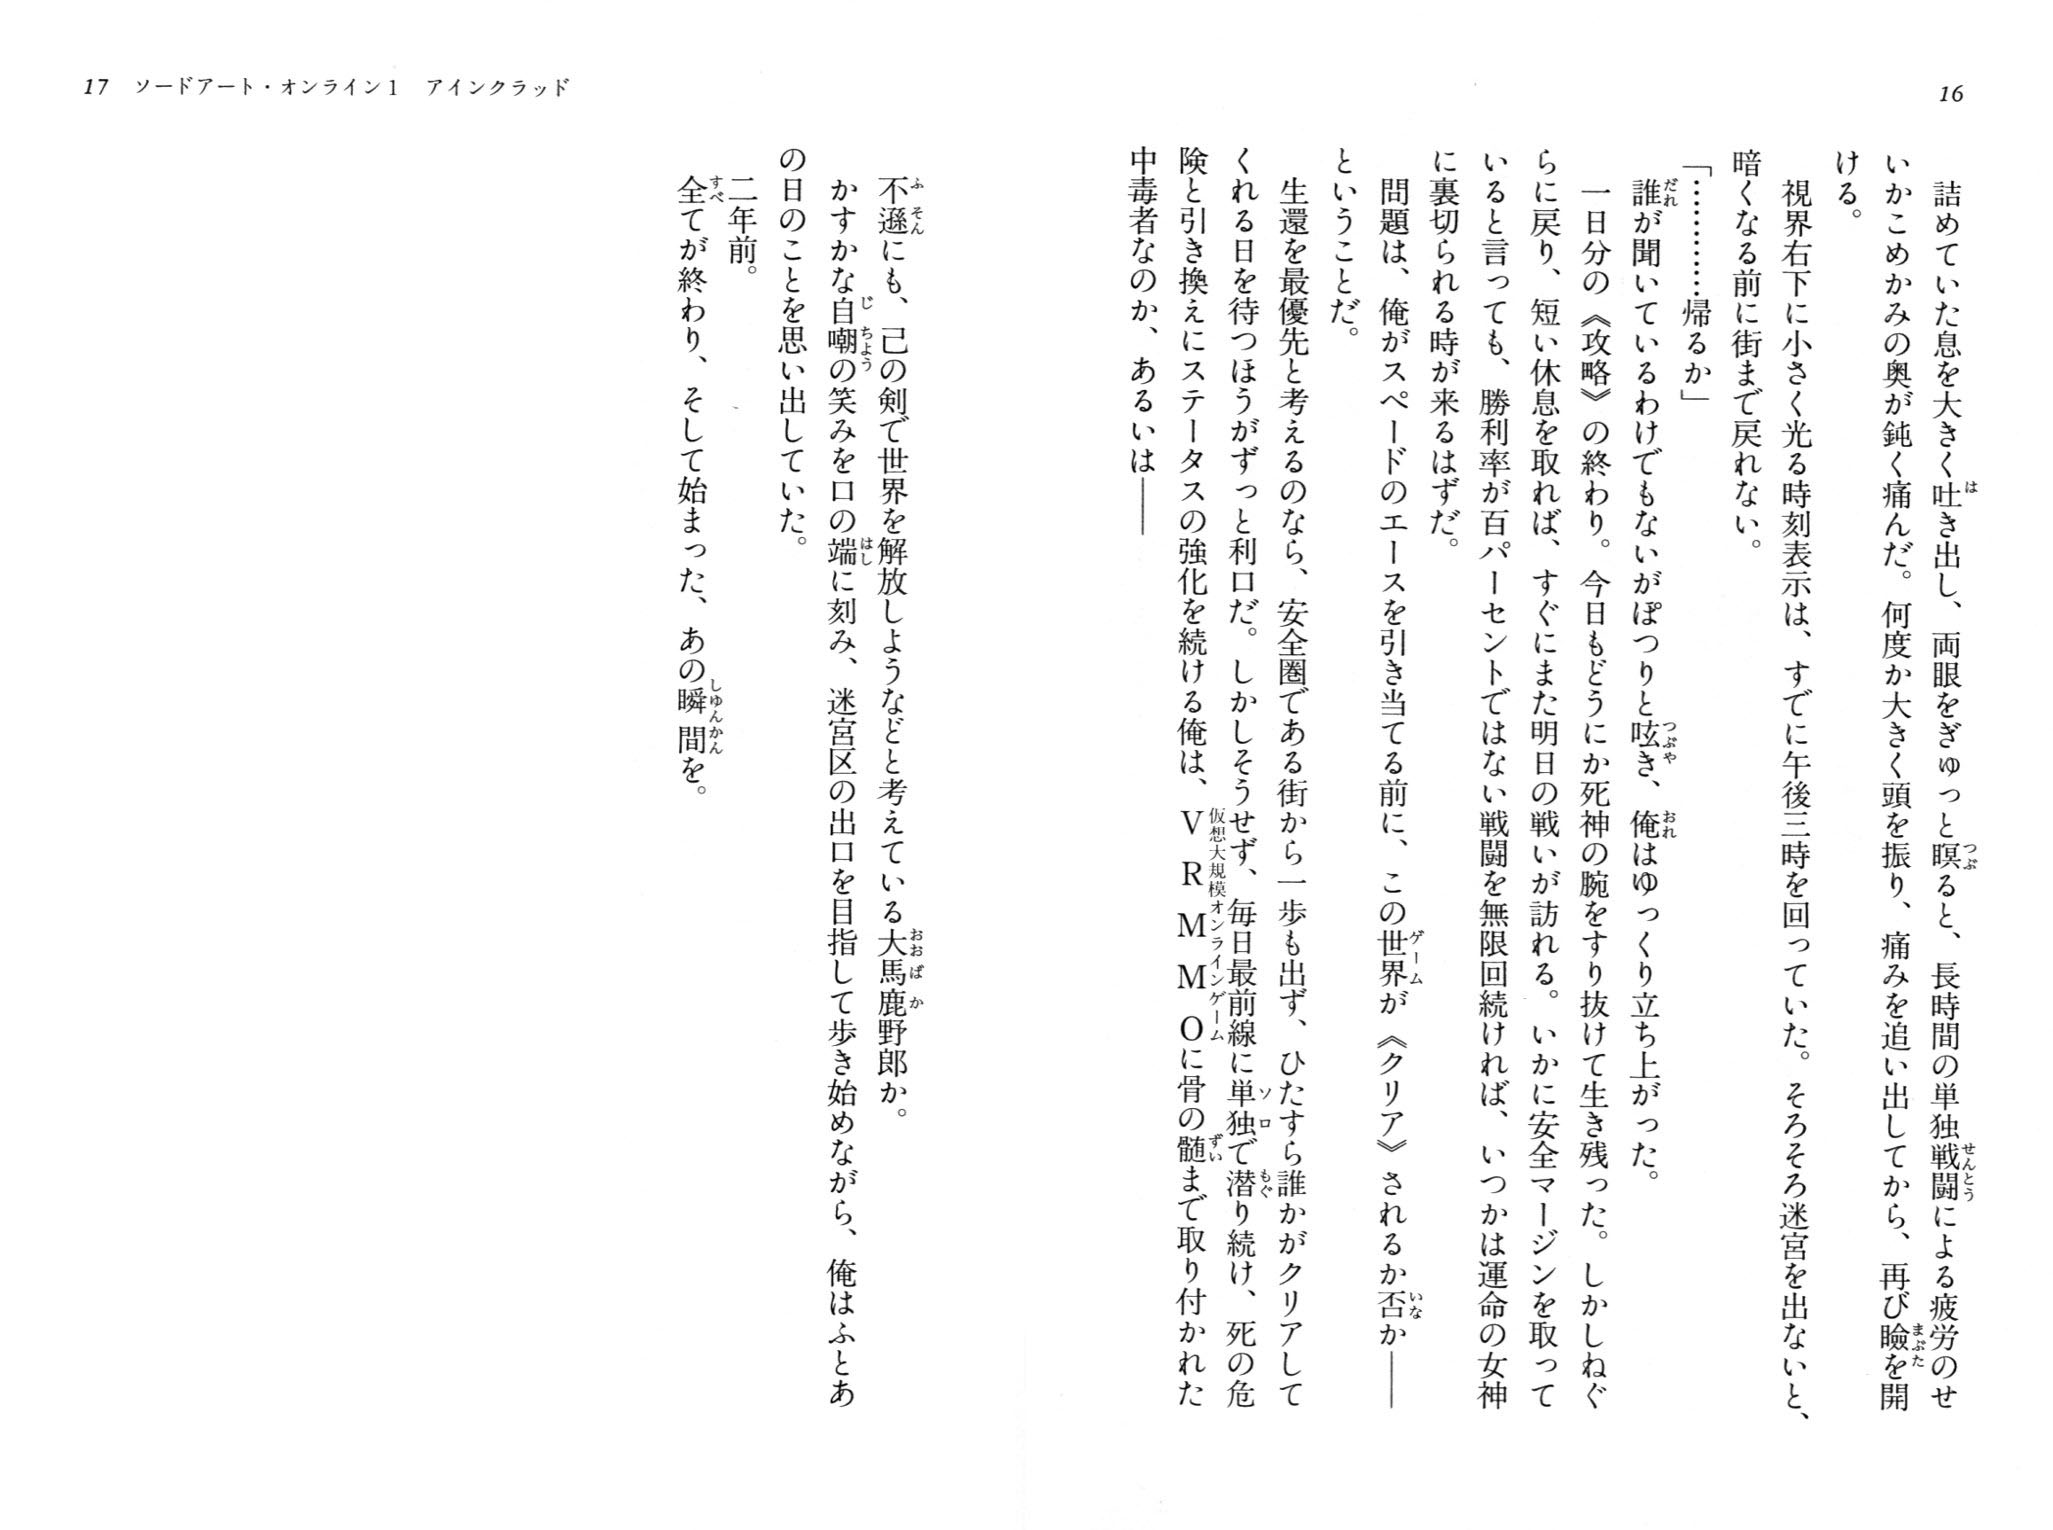 16
詰めていた息を大きく吐き出し、両眼をぎゅっと瞑ると、長時間の単独戦闘による疲労のせ
いかこめかみの奥が鈍く痛んだ。何度か大きく頭を振り、痛みを追い出してから、再び瞼を開
ける。
視界右下に小さく光る時刻表示は、すでに午後三時を回っていた。そろそろ迷宮を出ないと、
暗くなる前に街まで戻れない。
「…………帰るか」
誰が聞いているわけでもないがぽつりと呟き、俺はゆっくり立ち上がった。
一日分の《攻略》の終わり。今日もどうにか死神の腕をすり抜けて生き残った。しかしねぐ
らに戻り、短い休息を取れば、すぐにまた明日の戦いが訪れる。いかに安全マージンを取って
いると言っても、勝利率が百パーセントではない戦闘を無限回続ければ、いつかは運命の女神
に裏切られる時が来るはずだ。
問題は、俺がスペードのエースを引き当てる前に、この世界が《クリア》されるか否か――
ということだ。
生還を最優先と考えるのなら、安全圏である街から一歩も出ず、ひたすら誰かがクリアして
くれる日を待つほうがずっと利口だ。しかしそうせず、毎日最前線に単独で潜り続け、死の危
険と引き換えにステータスの強化を続ける俺は、VRMMOに骨の髄まで取り付かれた
中毒者なのか、あるいは――
17 ソードアート・オンライン1 アインクラッド
不遜にも、己の剣で世界を解放しようなどと考えている大馬鹿野郎か。
かすかな自嘲の笑みを口の端に刻み、迷宮区の出口を目指して歩き始めながら、俺はふとあ
の日のことを思い出していた。
二年前。
全てが終わり、そして始まった、あの瞬間を。